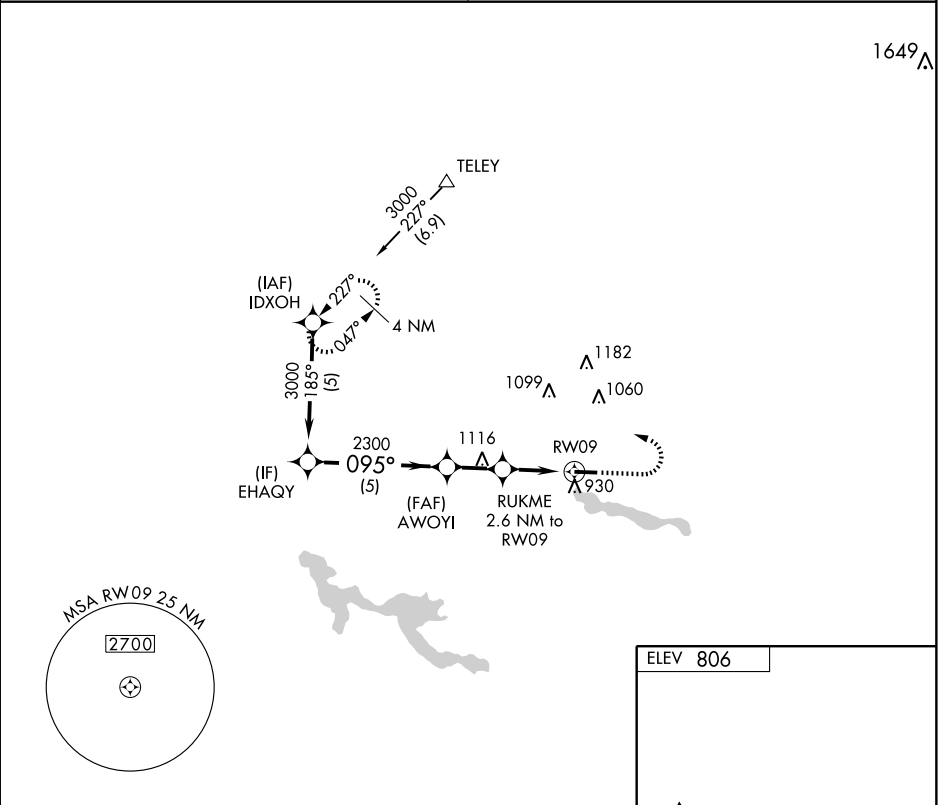 1649
TELEY
3000
227°
(6.9)
(IAF)
IDXOH
227°
047°
4 NM
3000
185°
(5)
1182
1099
1060
2300
095°
(5)
1116
RW09
(IF)
EHAQY
(FAF)
AWOYI
RUKME
2.6 NM to
RW09
930
MSA RW09 25 NM
2700
ELEV 806